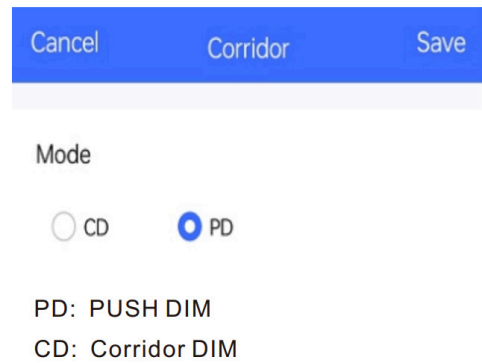 Cancel Corridor Save
Mode
CD PD
PD: PUSH DIM
CD: Corridor DIM